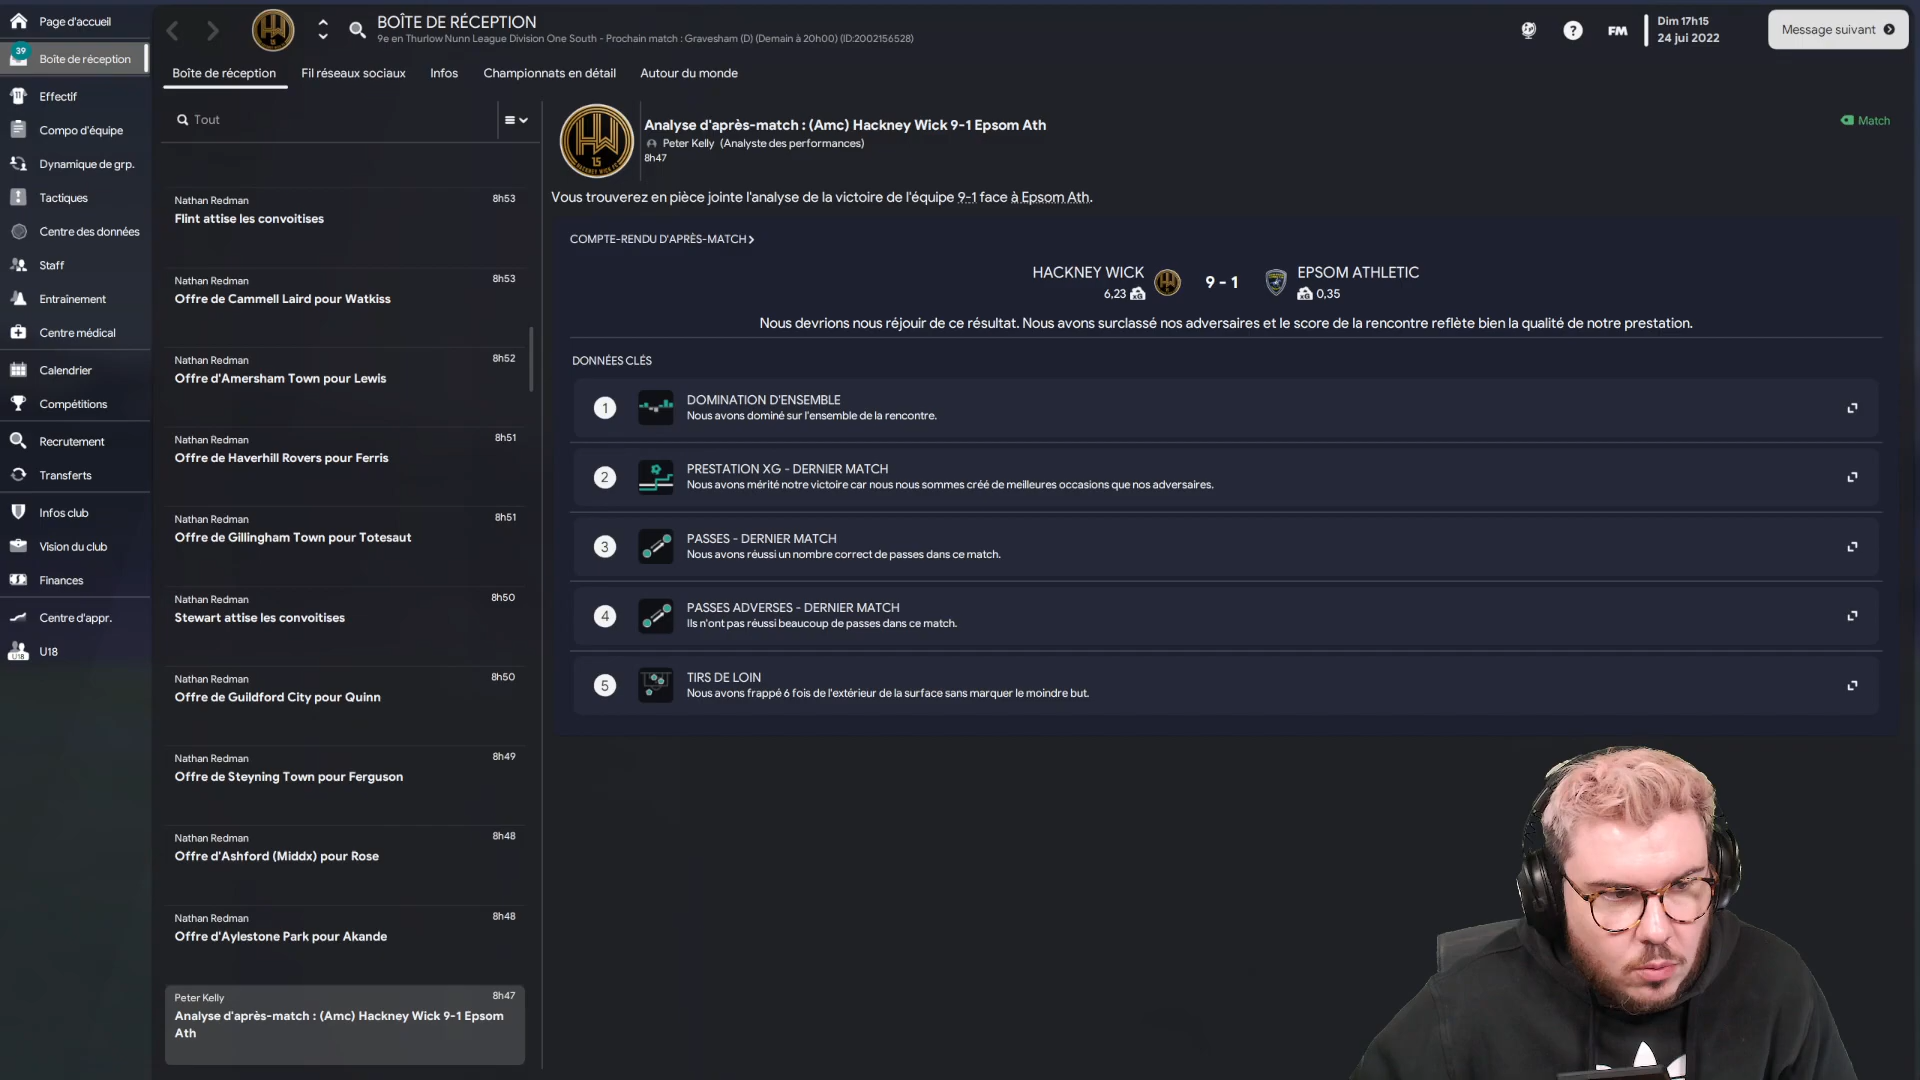 Page d'accueil
39
Boîte de réception
Effectif
Compo d'équipe
Dynamique de grp.
Tactiques
Centre des données
Staff
Entraînement
Centre médical
Calendrier
Compétitions
Recrutement
Transferts
Infos club
Vision du club
Finances
Centre d'appr.
U18
U18
BOÎTE DE RÉCEPTION
9e en Thurlow Nunn League Division One South - Prochain match : Gravesham (D) (Demain à 20h00) (ID:2002156528)
FM
Dim 17h15
24 jui 2022
Message suivant
Boîte de réception
Fil réseaux sociaux
Infos
Championnats en détail
Autour du monde
Tout
Nathan Redman 8h53
Flint attise les convoitises
Nathan Redman 8h53
Offre de Cammell Laird pour Watkiss
Nathan Redman 8h52
Offre d'Amersham Town pour Lewis
Nathan Redman 8h51
Offre de Haverhill Rovers pour Ferris
Nathan Redman 8h51
Offre de Gillingham Town pour Totesaut
Nathan Redman 8h50
Stewart attise les convoitises
Nathan Redman 8h50
Offre de Guildford City pour Quinn
Nathan Redman 8h49
Offre de Steyning Town pour Ferguson
Nathan Redman 8h48
Offre d'Ashford (Middx) pour Rose
Nathan Redman 8h48
Offre d'Aylestone Park pour Akande
Peter Kelly 8h47
Analyse d'après-match : (Amc) Hackney Wick 9-1 Epsom
Ath
Analyse d'après-match : (Amc) Hackney Wick 9-1 Epsom Ath
Peter Kelly (Analyste des performances)
8h47
Match
Vous trouverez en pièce jointe l'analyse de la victoire de l'équipe 9-1 face à Epsom Ath.
COMPTE-RENDU D'APRÈS-MATCH
HACKNEY WICK 9 - 1 EPSOM ATHLETIC
6,23 xG xG 0,35
Nous devrions nous réjouir de ce résultat. Nous avons surclassé nos adversaires et le score de la rencontre reflète bien la qualité de notre prestation.
DONNÉES CLÉS
1 DOMINATION D'ENSEMBLE
Nous avons dominé sur l'ensemble de la rencontre.
2 PRESTATION XG - DERNIER MATCH
Nous avons mérité notre victoire car nous nous sommes créé de meilleures occasions que nos adversaires.
3 PASSES - DERNIER MATCH
Nous avons réussi un nombre correct de passes dans ce match.
4 PASSES ADVERSES - DERNIER MATCH
Ils n'ont pas réussi beaucoup de passes dans ce match.
5 TIRS DE LOIN
Nous avons frappé 6 fois de l'extérieur de la surface sans marquer le moindre but.